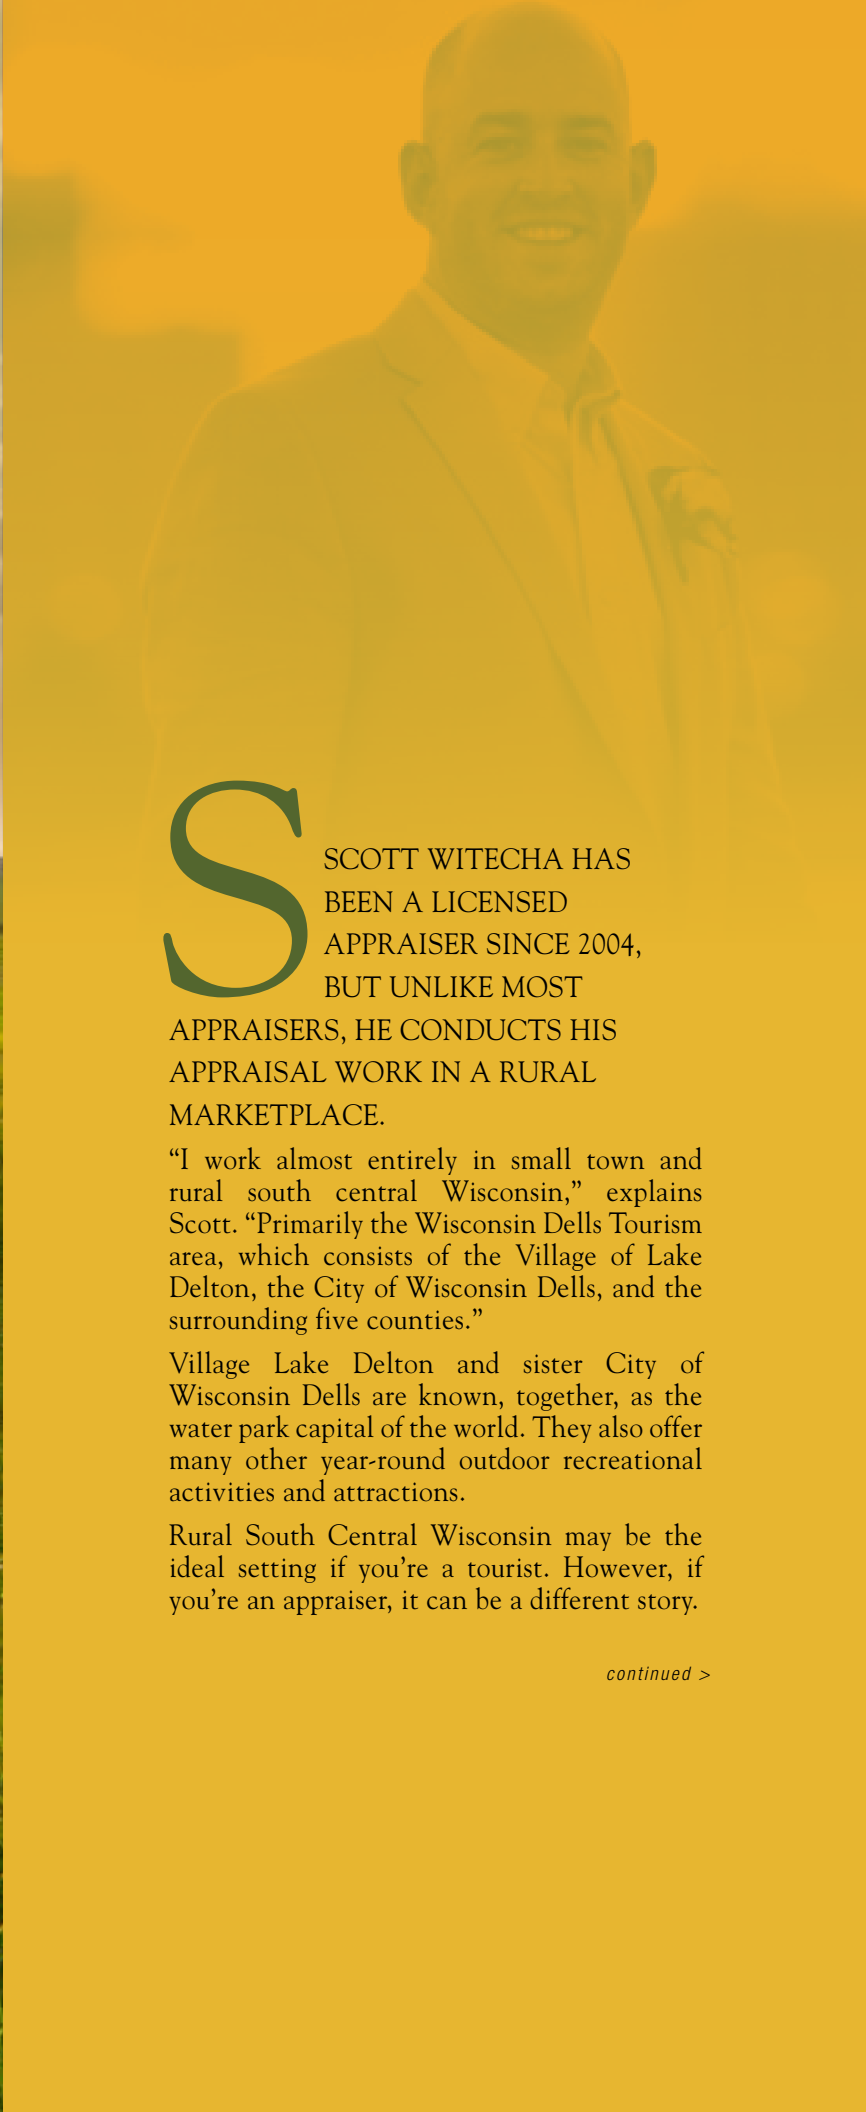 S
SCOTT WITECHA HAS
BEEN A LICENSED
APPRAISER SINCE 2004,
BUT UNLIKE MOST
APPRAISERS, HE CONDUCTS HIS
APPRAISAL WORK IN A RURAL
MARKETPLACE.
“I work almost entirely in small town and
rural south central Wisconsin,” explains
Scott. “Primarily the Wisconsin Dells Tourism
area, which consists of the Village of Lake
Delton, the City of Wisconsin Dells, and the
surrounding five counties.”
Village Lake Delton and sister City of
Wisconsin Dells are known, together, as the
water park capital of the world. They also offer
many other year-round outdoor recreational
activities and attractions.
Rural South Central Wisconsin may be the
ideal setting if you’re a tourist. However, if
you’re an appraiser, it can be a different story.
continued >